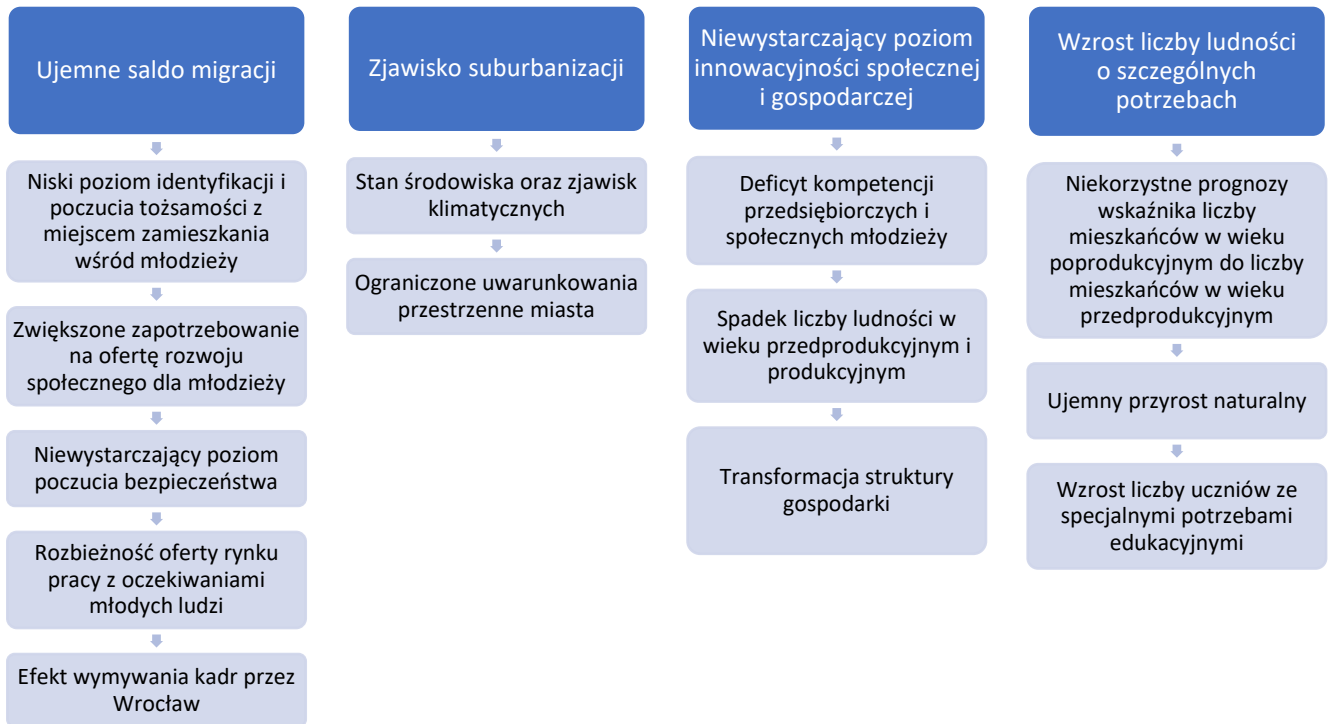 Ujemne saldo migracji
Niski poziom identyfikacji i
poczucia tożsamości z
miejscem zamieszkania
wśród młodzieży
Zwiększone zapotrzebowanie
na ofertę rozwoju
społecznego dla młodzieży
Niewystarczający poziom
poczucia bezpieczeństwa
Rozbieżność oferty rynku
pracy z oczekiwaniami
młodych ludzi
Efekt wymywania kadr przez
Wrocław
Zjawisko suburbanizacji
Stan środowiska oraz zjawisk
klimatycznych
Ograniczone uwarunkowania
przestrzenne miasta
Niewystarczający poziom
innowacyjności społecznej
i gospodarczej
Deficyt kompetencji
przedsiębiorczych i
społecznych młodzieży
Spadek liczby ludności w
wieku przedprodukcyjnym i
produkcyjnym
Transformacja struktury
gospodarki
Wzrost liczby ludności
o szczególnych
potrzebach
Niekorzystne prognozy
wskaźnika liczby
mieszkańców w wieku
poprodukcyjnym do liczby
mieszkańców w wieku
przedprodukcyjnym
Ujemny przyrost naturalny
Wzrost liczby uczniów ze
specjalnymi potrzebami
edukacyjnymi